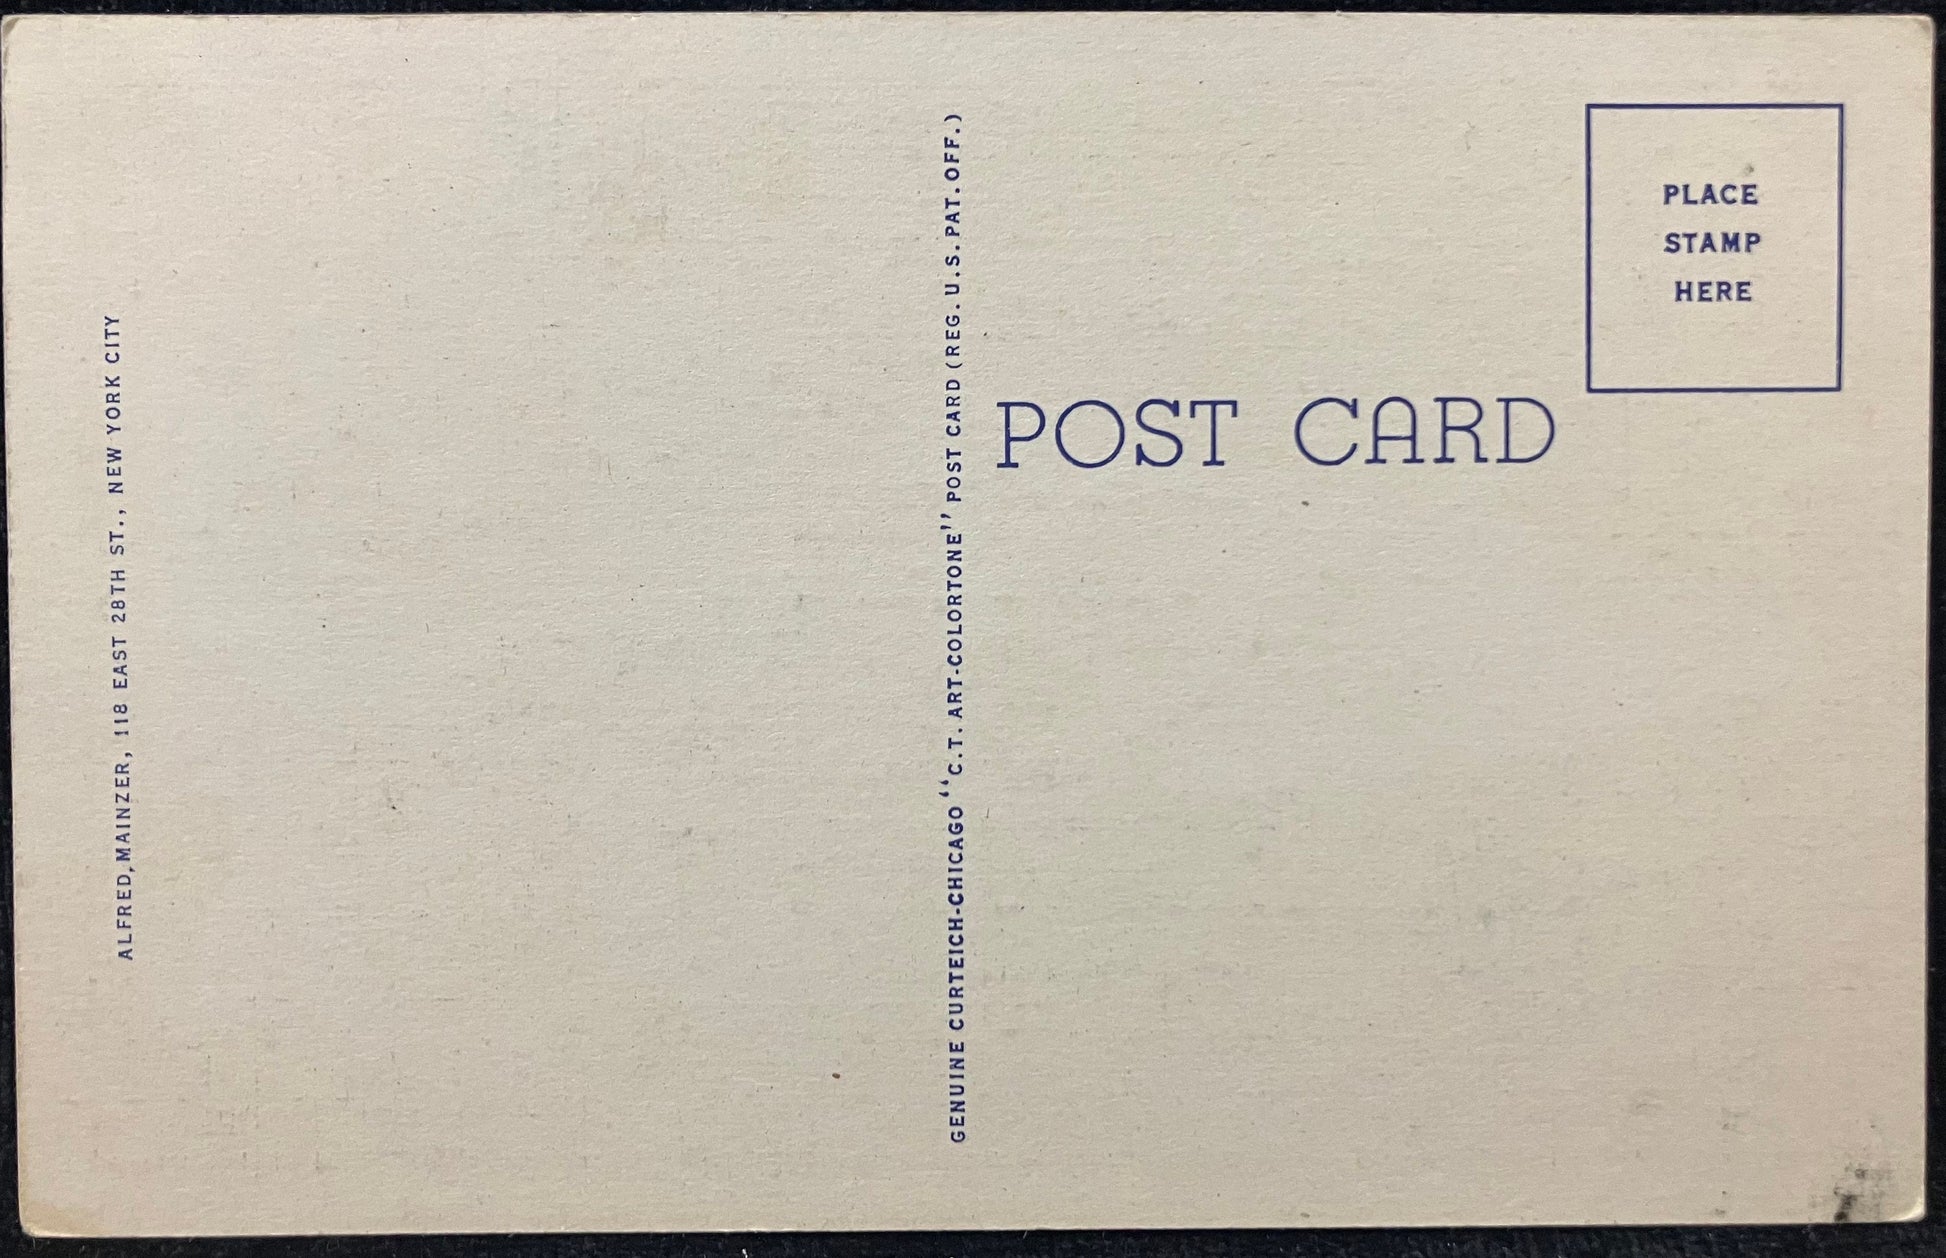 ALFRED, MAINZER, 118 EAST 28TH ST., NEW YORK CITY
GENUINE CURTEICH-CHICAGO "C.T. ART-COLORTONE" POST CARD (REG. U.S. PAT. OFF.)
POST CARD
PLACE
STAMP
HERE